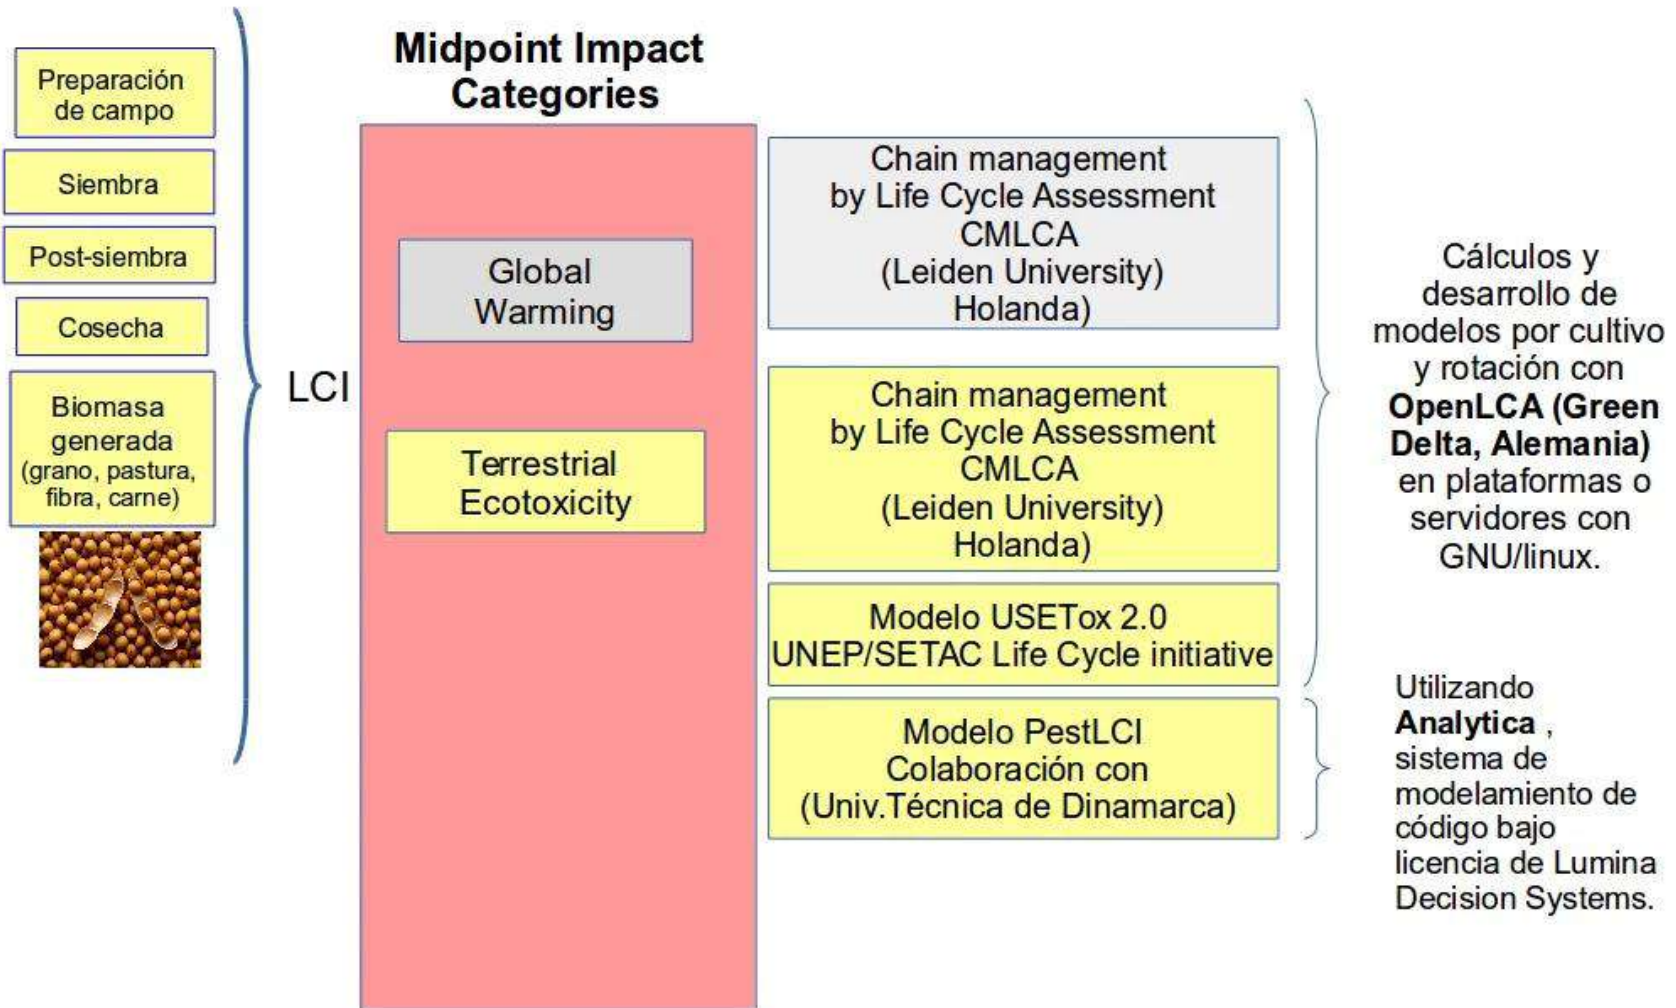 Preparación
de campo
Siembra
Post-siembra
Cosecha
Biomasa
generada
(grano, pastura,
fibra, carne)
LCI
Midpoint Impact
Categories
Global
Warming
Terrestrial
Ecotoxicity
Chain management
by Life Cycle Assessment
CMLCA
(Leiden University)
Holanda)
Chain management
by Life Cycle Assessment
CMLCA
(Leiden University)
Holanda)
Modelo USETox 2.0
UNEP/SETAC Life Cycle initiative
Modelo PestLCI
Colaboración con
(Univ.Técnica de Dinamarca)
Cálculos y
desarrollo de
modelos por cultivo
y rotación con
OpenLCA (Green
Delta, Alemania)
en plataformas o
servidores con
GNU/linux.
Utilizando
Analytica ,
sistema de
modelamiento de
código bajo
licencia de Lumina
Decision Systems.